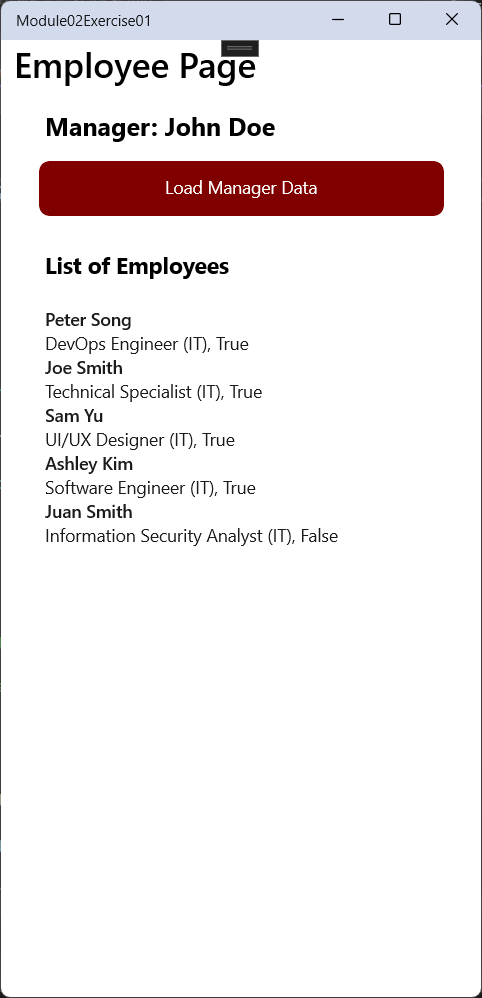 Module02Exercise01
Employee Page
Manager: John Doe
Load Manager Data
List of Employees
Peter Song
DevOps Engineer (IT), True
Joe Smith
Technical Specialist (IT), True
Sam Yu
UI/UX Designer (IT), True
Ashley Kim
Software Engineer (IT), True
Juan Smith
Information Security Analyst (IT), False